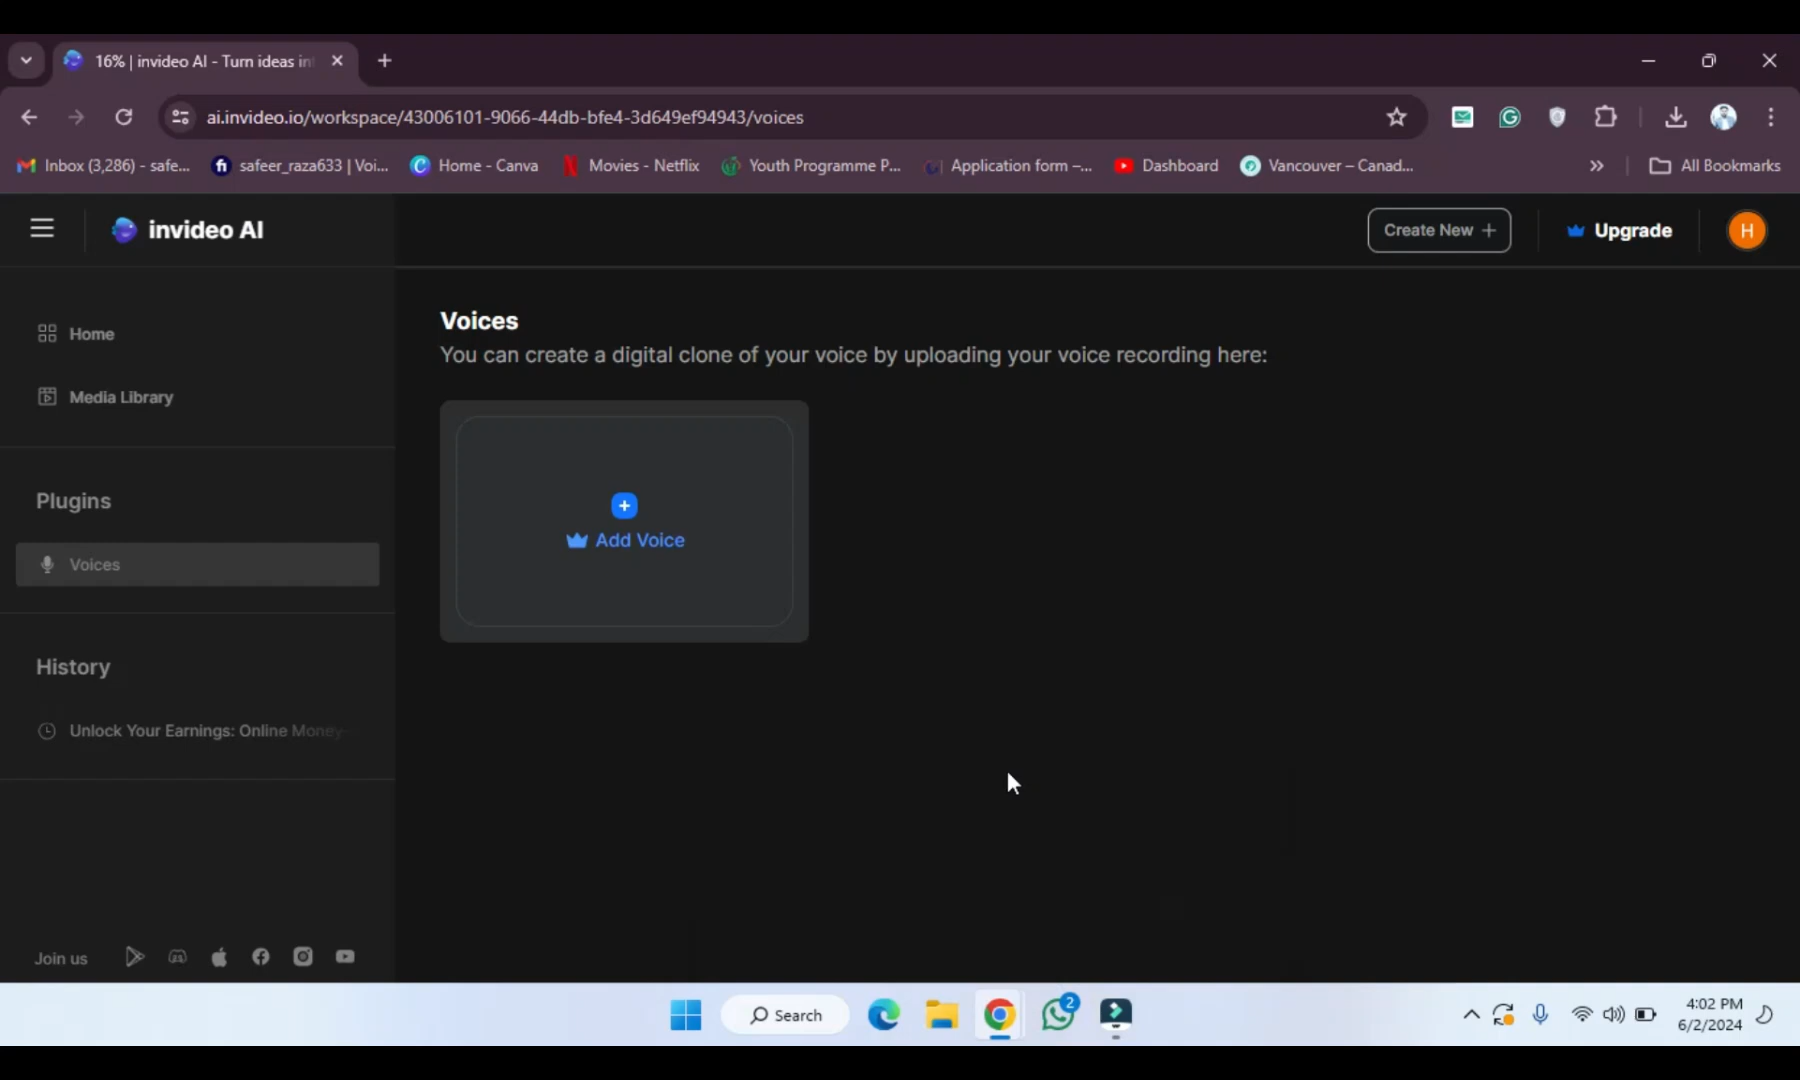 16% | invideo AI - Turn ideas in
ai.invideo.io/workspace/43006101-9066-44db-bfe4-3d649ef94943/voices
Inbox (3,286) - safe... safeer_raza633 | Voi... Home - Canva Movies - Netflix Youth Programme P... Application form –... Dashboard Vancouver – Canad... » All Bookmarks
invideo AI Create New + Upgrade H
Voices
You can create a digital clone of your voice by uploading your voice recording here:
Home
Media Library
Add Voice
Plugins
Voices
History
Unlock Your Earnings: Online Money-
Join us
Search
2
4:02 PM
6/2/2024